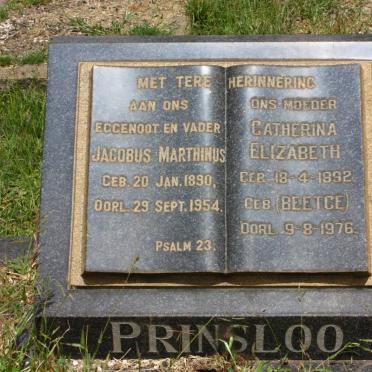 MET TERE HERINNERING
AAN ONS
EGGENOOT EN VADER
JACOBUS MARTHINUS
GEB. 20 JAN. 1890,
OORL. 29 SEPT. 1954.
PSALM 23.
ONS MOEDER
CATHERINA
ELIZABETH
GEB. 18-4-1892
GEB (BEETGE)
OORL. 9-8-1976.
PRINSLOO